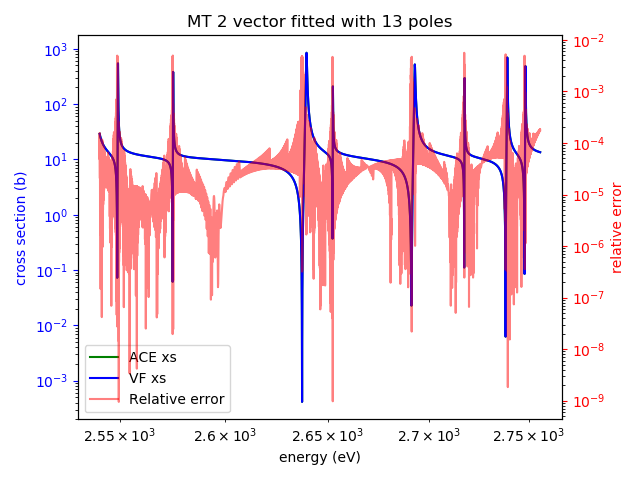 MT 2 vector fitted with 13 poles
cross section (b)
10³
10²
10¹
10⁰
10⁻¹
10⁻²
10⁻³
10⁻²
10⁻³
10⁻⁴
10⁻⁵
10⁻⁶
10⁻⁷
10⁻⁸
10⁻⁹
relative error
ACE xs
VF xs
Relative error
2.55 × 10³ 2.6 × 10³ 2.65 × 10³ 2.7 × 10³ 2.75 × 10³
energy (eV)